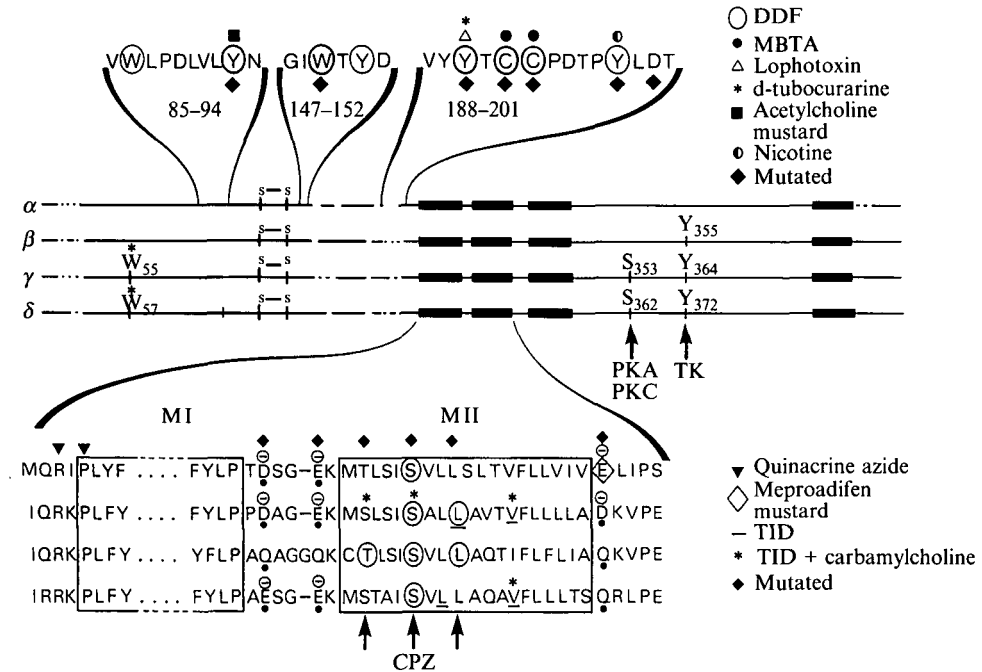 VWLPDLVLYN GIWTYD VYYTCCPDTPYLDT
85–94 147–152 188–201
DDF
MBTA
Lophotoxin
d-tubocurarine
Acetylcholine
mustard
Nicotine
Mutated
α s–s
β s–s Y355
γ W55 s–s S353 Y364
δ W57 s–s S362 Y372
PKA TK
PKC
MI MII
MQRIPLYF .... FYLPTDSG–EKMTLSISVLLSLTVFLLVIVELIPS
IQRKPLFY .... FYLPPDAG–EKMSLSISALLAVTVFLLLLADKVPE
IQRKPLFY .... YFLPAQAGGQKCTLSISVLLAQTIFLFLIAQKVPE
IRRKPLFY .... FYLPAESG–EKMSTAISVLLAQAVFLLLTSQRLPE
CPZ
Quinacrine azide
Meproadifen
mustard
TID
TID + carbamylcholine
Mutated